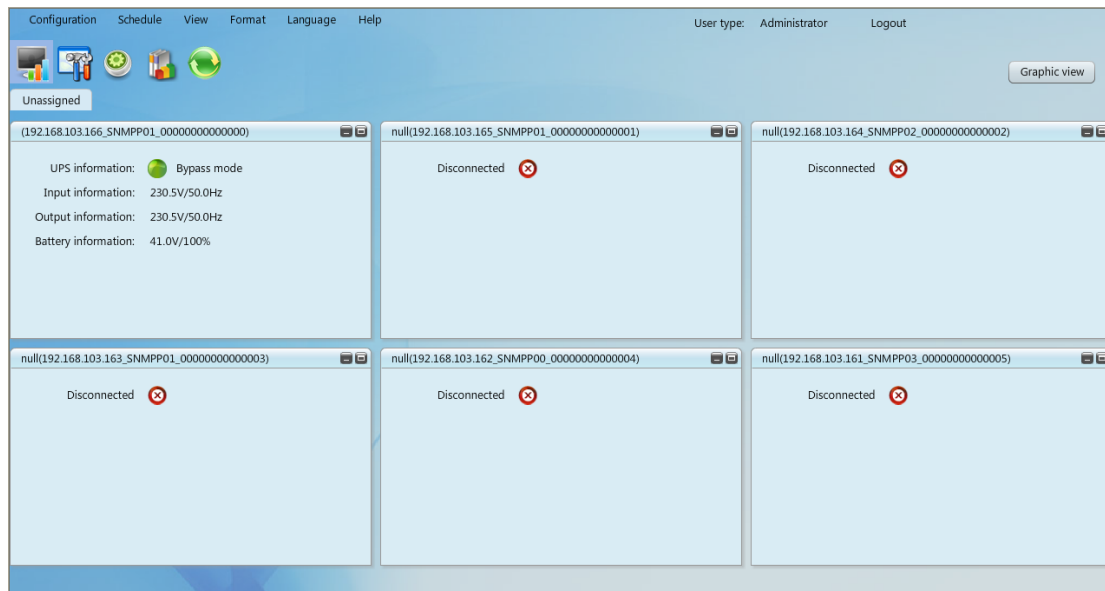 Configuration Schedule View Format Language Help User type: Administrator Logout
Graphic view
Unassigned
(192.168.103.166_SNMPP01_00000000000000)
UPS information: Bypass mode
Input information: 230.5V/50.0Hz
Output information: 230.5V/50.0Hz
Battery information: 41.0V/100%
null(192.168.103.165_SNMPP01_00000000000001)
Disconnected
null(192.168.103.164_SNMPP02_00000000000002)
Disconnected
null(192.168.103.163_SNMPP01_00000000000003)
Disconnected
null(192.168.103.162_SNMPP00_00000000000004)
Disconnected
null(192.168.103.161_SNMPP03_00000000000005)
Disconnected